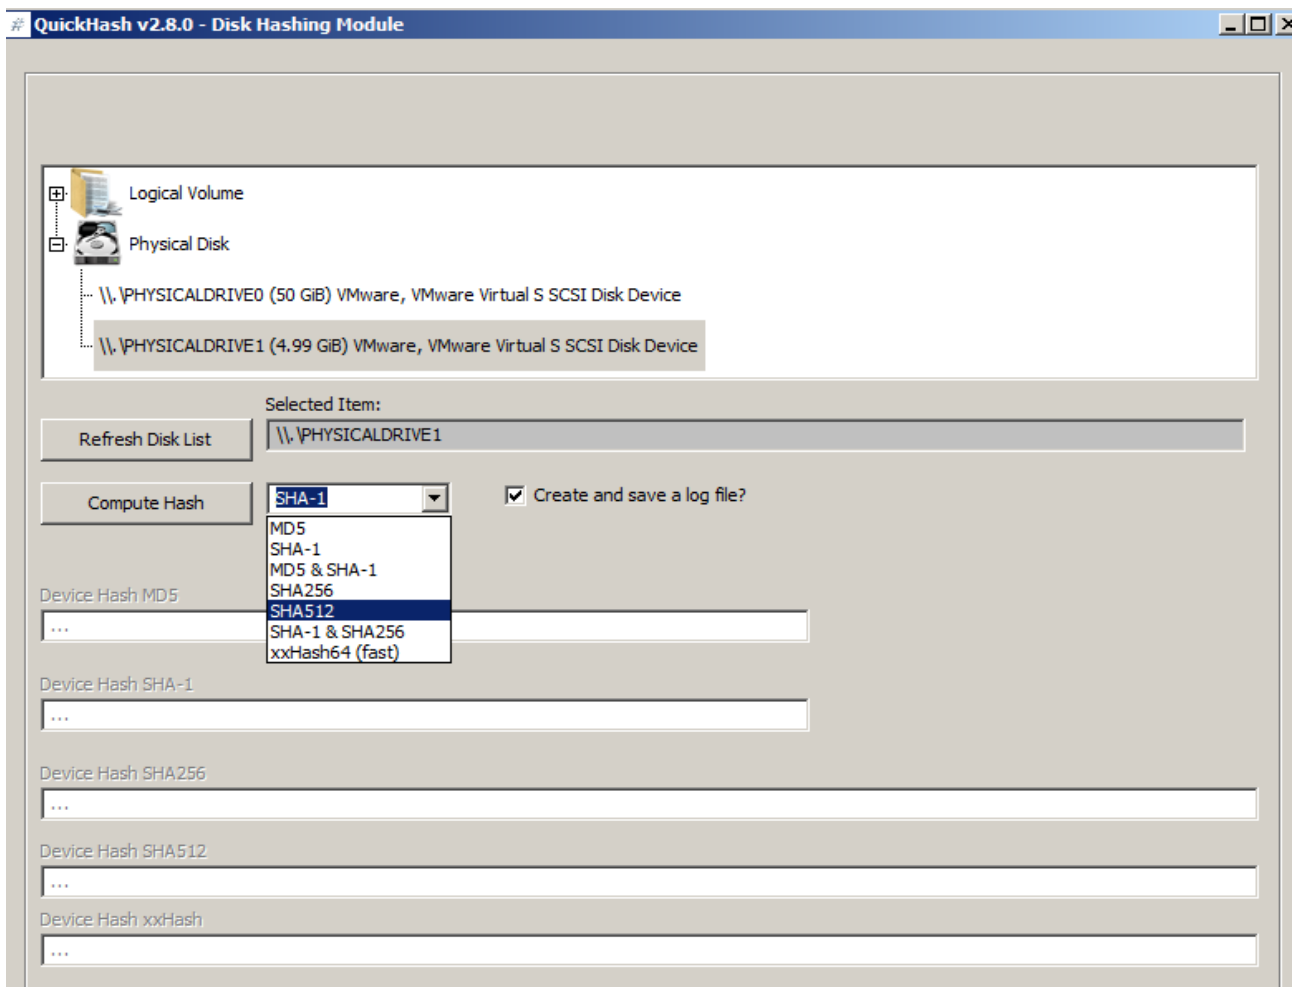 # QuickHash v2.8.0 - Disk Hashing Module
Logical Volume
Physical Disk
\\.\PHYSICALDRIVE0 (50 GiB) VMware, VMware Virtual S SCSI Disk Device
\\.\PHYSICALDRIVE1 (4.99 GiB) VMware, VMware Virtual S SCSI Disk Device
Selected Item:
Refresh Disk List
\\.\PHYSICALDRIVE1
Compute Hash
SHA-1
Create and save a log file?
MD5
SHA-1
MD5 & SHA-1
SHA256
SHA512
SHA-1 & SHA256
xxHash64 (fast)
Device Hash MD5
...
Device Hash SHA-1
...
Device Hash SHA256
...
Device Hash SHA512
...
Device Hash xxHash
...